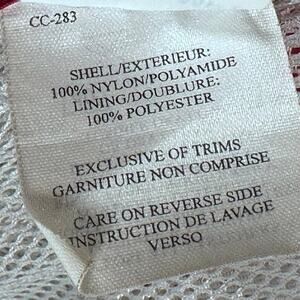 CC-283
SHELL/EXTERIEUR:
100% NYLON/POLYAMIDE
LINING/DOUBLURE:
100% POLYESTER
EXCLUSIVE OF TRIMS
GARNITURE NON COMPRISE
CARE ON REVERSE SIDE
INSTRUCTION DE LAVAGE
VERSO